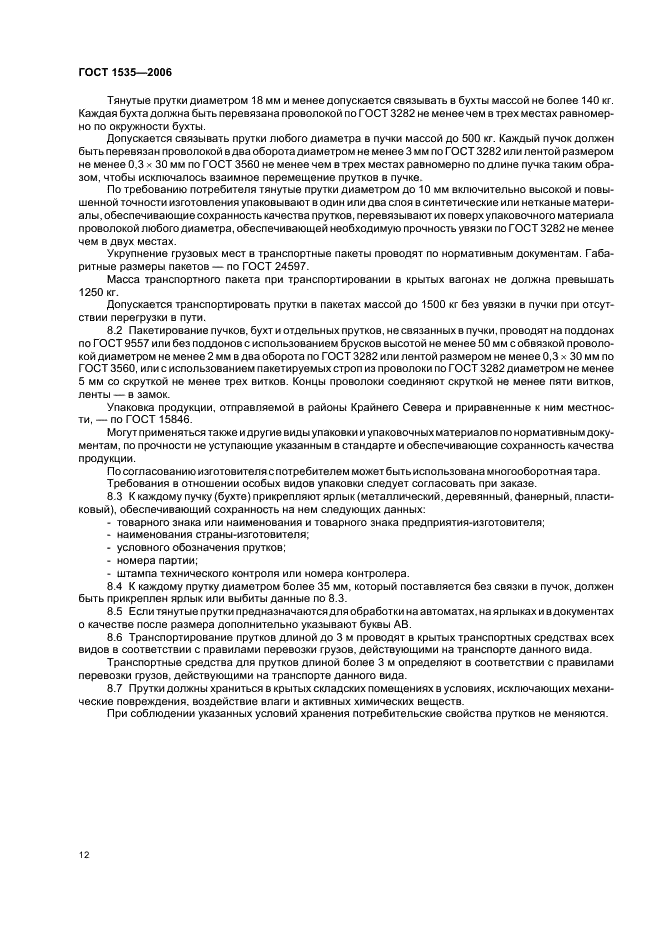 ГОСТ 1535—2006
Тянутые прутки диаметром 18 мм и менее допускается связывать в бухты массой не более 140 кг.
Каждая бухта должна быть перевязана проволокой по ГОСТ 3282 не менее чем в трех местах равномер-
но по окружности бухты.
Допускается связывать прутки любого диаметра в пучки массой до 500 кг. Каждый пучок должен
быть перевязан проволокой в два оборота диаметром не менее 3 мм по ГОСТ 3282 или лентой размером
не менее 0,3 × 30 мм по ГОСТ 3560 не менее чем в трех местах равномерно по длине пучка таким обра-
зом, чтобы исключалось взаимное перемещение прутков в пучке.
По требованию потребителя тянутые прутки диаметром до 10 мм включительно высокой и повы-
шенной точности изготовления упаковывают в один или два слоя в синтетические или нетканые матери-
алы, обеспечивающие сохранность качества прутков, перевязывают их поверх упаковочного материала
проволокой любого диаметра, обеспечивающей необходимую прочность увязки по ГОСТ 3282 не менее
чем в двух местах.
Укрупнение грузовых мест в транспортные пакеты проводят по нормативным документам. Габа-
ритные размеры пакетов — по ГОСТ 24597.
Масса транспортного пакета при транспортировании в крытых вагонах не должна превышать
1250 кг.
Допускается транспортировать прутки в пакетах массой до 1500 кг без увязки в пучки при отсут-
ствии перегрузки в пути.
8.2 Пакетирование пучков, бухт и отдельных прутков, не связанных в пучки, проводят на поддонах
по ГОСТ 9557 или без поддонов с использованием брусков высотой не менее 50 мм с обвязкой проволо-
кой диаметром не менее 2 мм в два оборота по ГОСТ 3282 или лентой размером не менее 0,3 × 30 мм по
ГОСТ 3560, или с использованием пакетируемых строп из проволоки по ГОСТ 3282 диаметром не менее
5 мм со скруткой не менее трех витков. Концы проволоки соединяют скруткой не менее пяти витков,
ленты — в замок.
Упаковка продукции, отправляемой в районы Крайнего Севера и приравненные к ним местнос-
ти, — по ГОСТ 15846.
Могут применяться также и другие виды упаковки и упаковочных материалов по нормативным доку-
ментам, по прочности не уступающие указанным в стандарте и обеспечивающие сохранность качества
продукции.
По согласованию изготовителя с потребителем может быть использована многооборотная тара.
Требования в отношении особых видов упаковки следует согласовать при заказе.
8.3 К каждому пучку (бухте) прикрепляют ярлык (металлический, деревянный, фанерный, пласти-
ковый), обеспечивающий сохранность на нем следующих данных:
- товарного знака или наименования и товарного знака предприятия-изготовителя;
- наименования страны-изготовителя;
- условного обозначения прутков;
- номера партии;
- штампа технического контроля или номера контролера.
8.4 К каждому прутку диаметром более 35 мм, который поставляется без связки в пучок, должен
быть прикреплен ярлык или выбиты данные по 8.3.
8.5 Если тянутые прутки предназначаются для обработки на автоматах, на ярлыках и в документах
о качестве после размера дополнительно указывают буквы АВ.
8.6 Транспортирование прутков длиной до 3 м проводят в крытых транспортных средствах всех
видов в соответствии с правилами перевозки грузов, действующими на транспорте данного вида.
Транспортные средства для прутков длиной более 3 м определяют в соответствии с правилами
перевозки грузов, действующими на транспорте данного вида.
8.7 Прутки должны храниться в крытых складских помещениях в условиях, исключающих механи-
ческие повреждения, воздействие влаги и активных химических веществ.
При соблюдении указанных условий хранения потребительские свойства прутков не меняются.
12